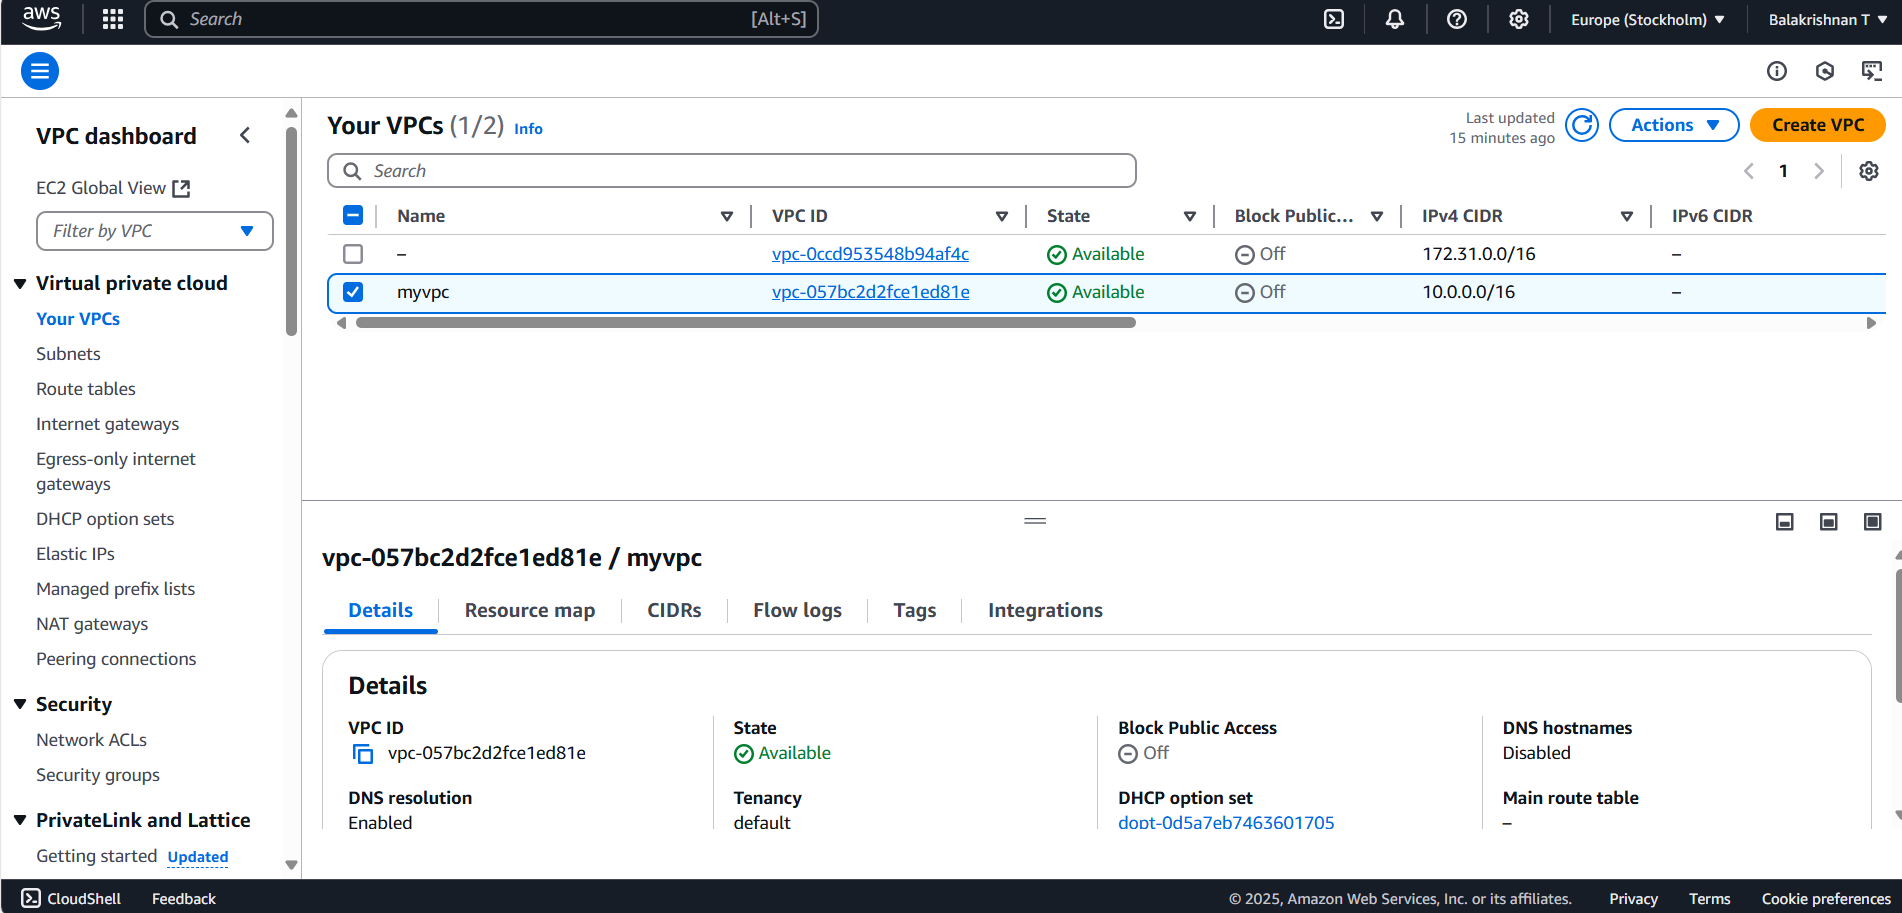 aws
Search [Alt+S]
Europe (Stockholm)
Balakrishnan T
VPC dashboard
EC2 Global View
Filter by VPC
Virtual private cloud
Your VPCs
Subnets
Route tables
Internet gateways
Egress-only internet
gateways
DHCP option sets
Elastic IPs
Managed prefix lists
NAT gateways
Peering connections
Security
Network ACLs
Security groups
PrivateLink and Lattice
Getting started Updated
Your VPCs (1/2) Info
Last updated
15 minutes ago
Actions
Create VPC
Search
1
Name VPC ID State Block Public... IPv4 CIDR IPv6 CIDR
– vpc-0ccd953548b94af4c Available Off 172.31.0.0/16 –
myvpc vpc-057bc2d2fce1ed81e Available Off 10.0.0.0/16 –
vpc-057bc2d2fce1ed81e / myvpc
Details Resource map CIDRs Flow logs Tags Integrations
Details
VPC ID
vpc-057bc2d2fce1ed81e
State
Available
Block Public Access
Off
DNS hostnames
Disabled
DNS resolution
Enabled
Tenancy
default
DHCP option set
dopt-0d5a7eb7463601705
Main route table
–
CloudShell Feedback
© 2025, Amazon Web Services, Inc. or its affiliates. Privacy Terms Cookie preferences